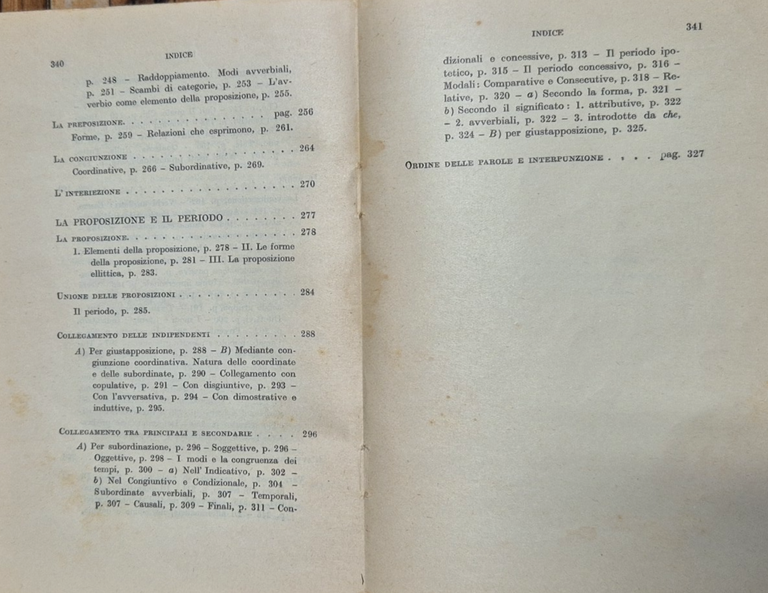 340
INDICE
p. 248 – Raddoppiamento. Modi avverbiali,
p. 251 – Scambi di categorie, p. 253 – L'av-
verbio come elemento della proposizione, p. 255.
La preposizione. . . . . . . . . . . . . . . . pag. 256
Forme, p. 259 – Relazioni che esprimono, p. 261.
La congiunzione . . . . . . . . . . . . . . . . . . 264
Coordinative, p. 266 – Subordinative, p. 269.
L'interiezione . . . . . . . . . . . . . . . . . . . 270
LA PROPOSIZIONE E IL PERIODO . . . . . . . . 277
La proposizione. . . . . . . . . . . . . . . . . . . 278
1. Elementi della proposizione, p. 278 – II. Le forme
della proposizione, p. 281 – III. La proposizione
ellittica, p. 283.
Unione delle proposizioni . . . . . . . . . . . . . 284
Il periodo, p. 285.
Collegamento delle indipendenti . . . . . . . . . 288
A) Per giustapposizione, p. 288 – B) Mediante con-
giunzione coordinativa. Natura delle coordinate
e delle subordinate, p. 290 – Collegamento con
copulative, p. 291 – Con disgiuntive, p. 293 –
Con l'avversativa, p. 294 – Con dimostrative e
induttive, p. 295.
Collegamento tra principali e secondarie . . . . 296
A) Per subordinazione, p. 296 – Soggettive, p. 296 –
Oggettive, p. 298 – I modi e la congruenza dei
tempi, p. 300 – a) Nell' Indicativo, p. 302 –
b) Nel Congiuntivo e Condizionale, p. 304 –
Subordinate avverbiali, p. 307 – Temporali,
p. 307 – Causali, p. 309 – Finali, p. 311 – Con-
INDICE
341
dizionali e concessive, p. 313 – Il periodo ipo-
tetico, p. 315 – Il periodo concessivo, p. 316 –
Modali: Comparative e Consecutive, p. 318 – Re-
lative, p. 320 – a) Secondo la forma, p. 321 –
b) Secondo il significato: 1. attributive, p. 322
– 2. avverbiali, p. 322 – 3. introdotte da che,
p. 324 – B) per giustapposizione, p. 325.
Ordine delle parole e interpunzione . . . . pag. 327